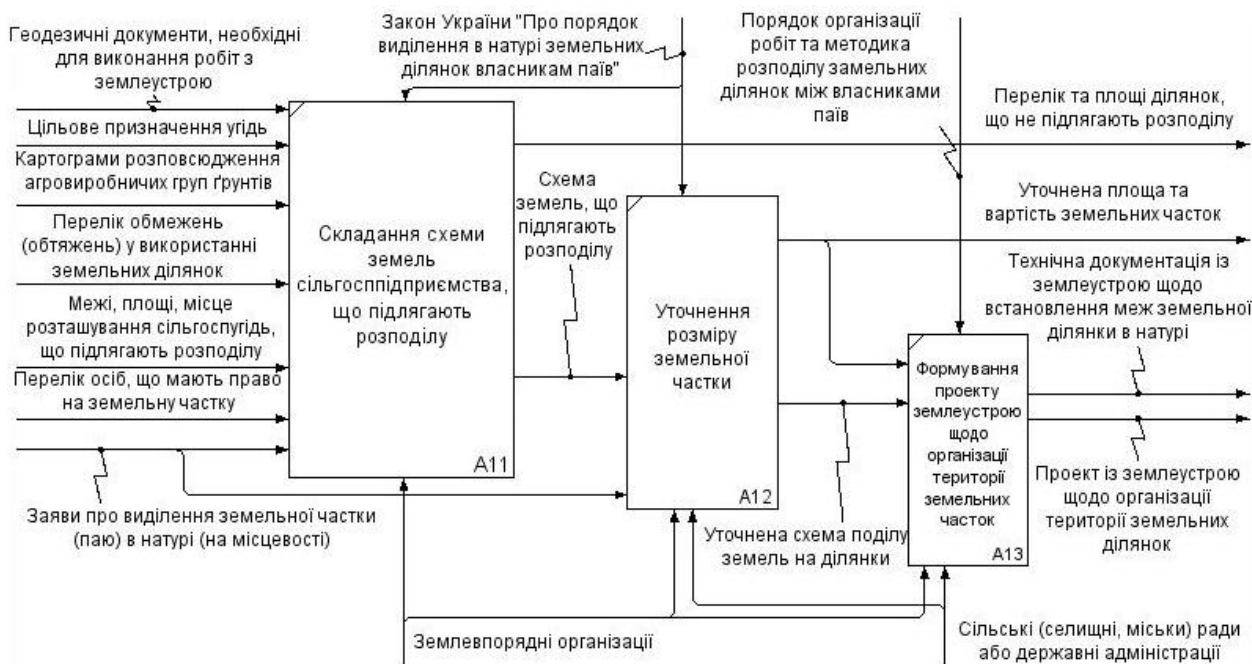 Геодезичні документи, необхідні
для виконання робіт з
землеустрою
Цільове призначення угідь
Картограми розповсюдження
агровиробничих груп ґрунтів
Перелік обмежень
(обтяжень) у використанні
земельних ділянок
Межі, площі, місце
розташування сільгоспугідь,
що підлягають розподілу
Перелік осіб, що мають право
на земельну частку
Заяви про виділення земельної частки
(паю) в натурі (на місцевості)
Закон України "Про порядок
виділення в натурі земельних
ділянок власникам паїв"
Порядок організації
робіт та методика
розподілу замельних
ділянок між власниками
паїв
Складання схеми
земель
сільгосппідприємства,
що підлягають
розподілу
A11
Схема
земель, що
підлягають
розподілу
Уточнення
розміру
земельної
частки
A12
Уточнена схема поділу
земель на ділянки
Формування
проекту
землеустрою
щодо
організації
території
земельних
часток
A13
Перелік та площі ділянок,
що не підлягають розподілу
Уточнена площа та
вартість земельних часток
Технічна документація із
землеустрою щодо
встановлення меж земельної
ділянки в натурі
Проект із землеустрою
щодо організації
території земельних
ділянок
Землевпорядні організації
Сільські (селищні, міськи) ради
або державні адміністрації